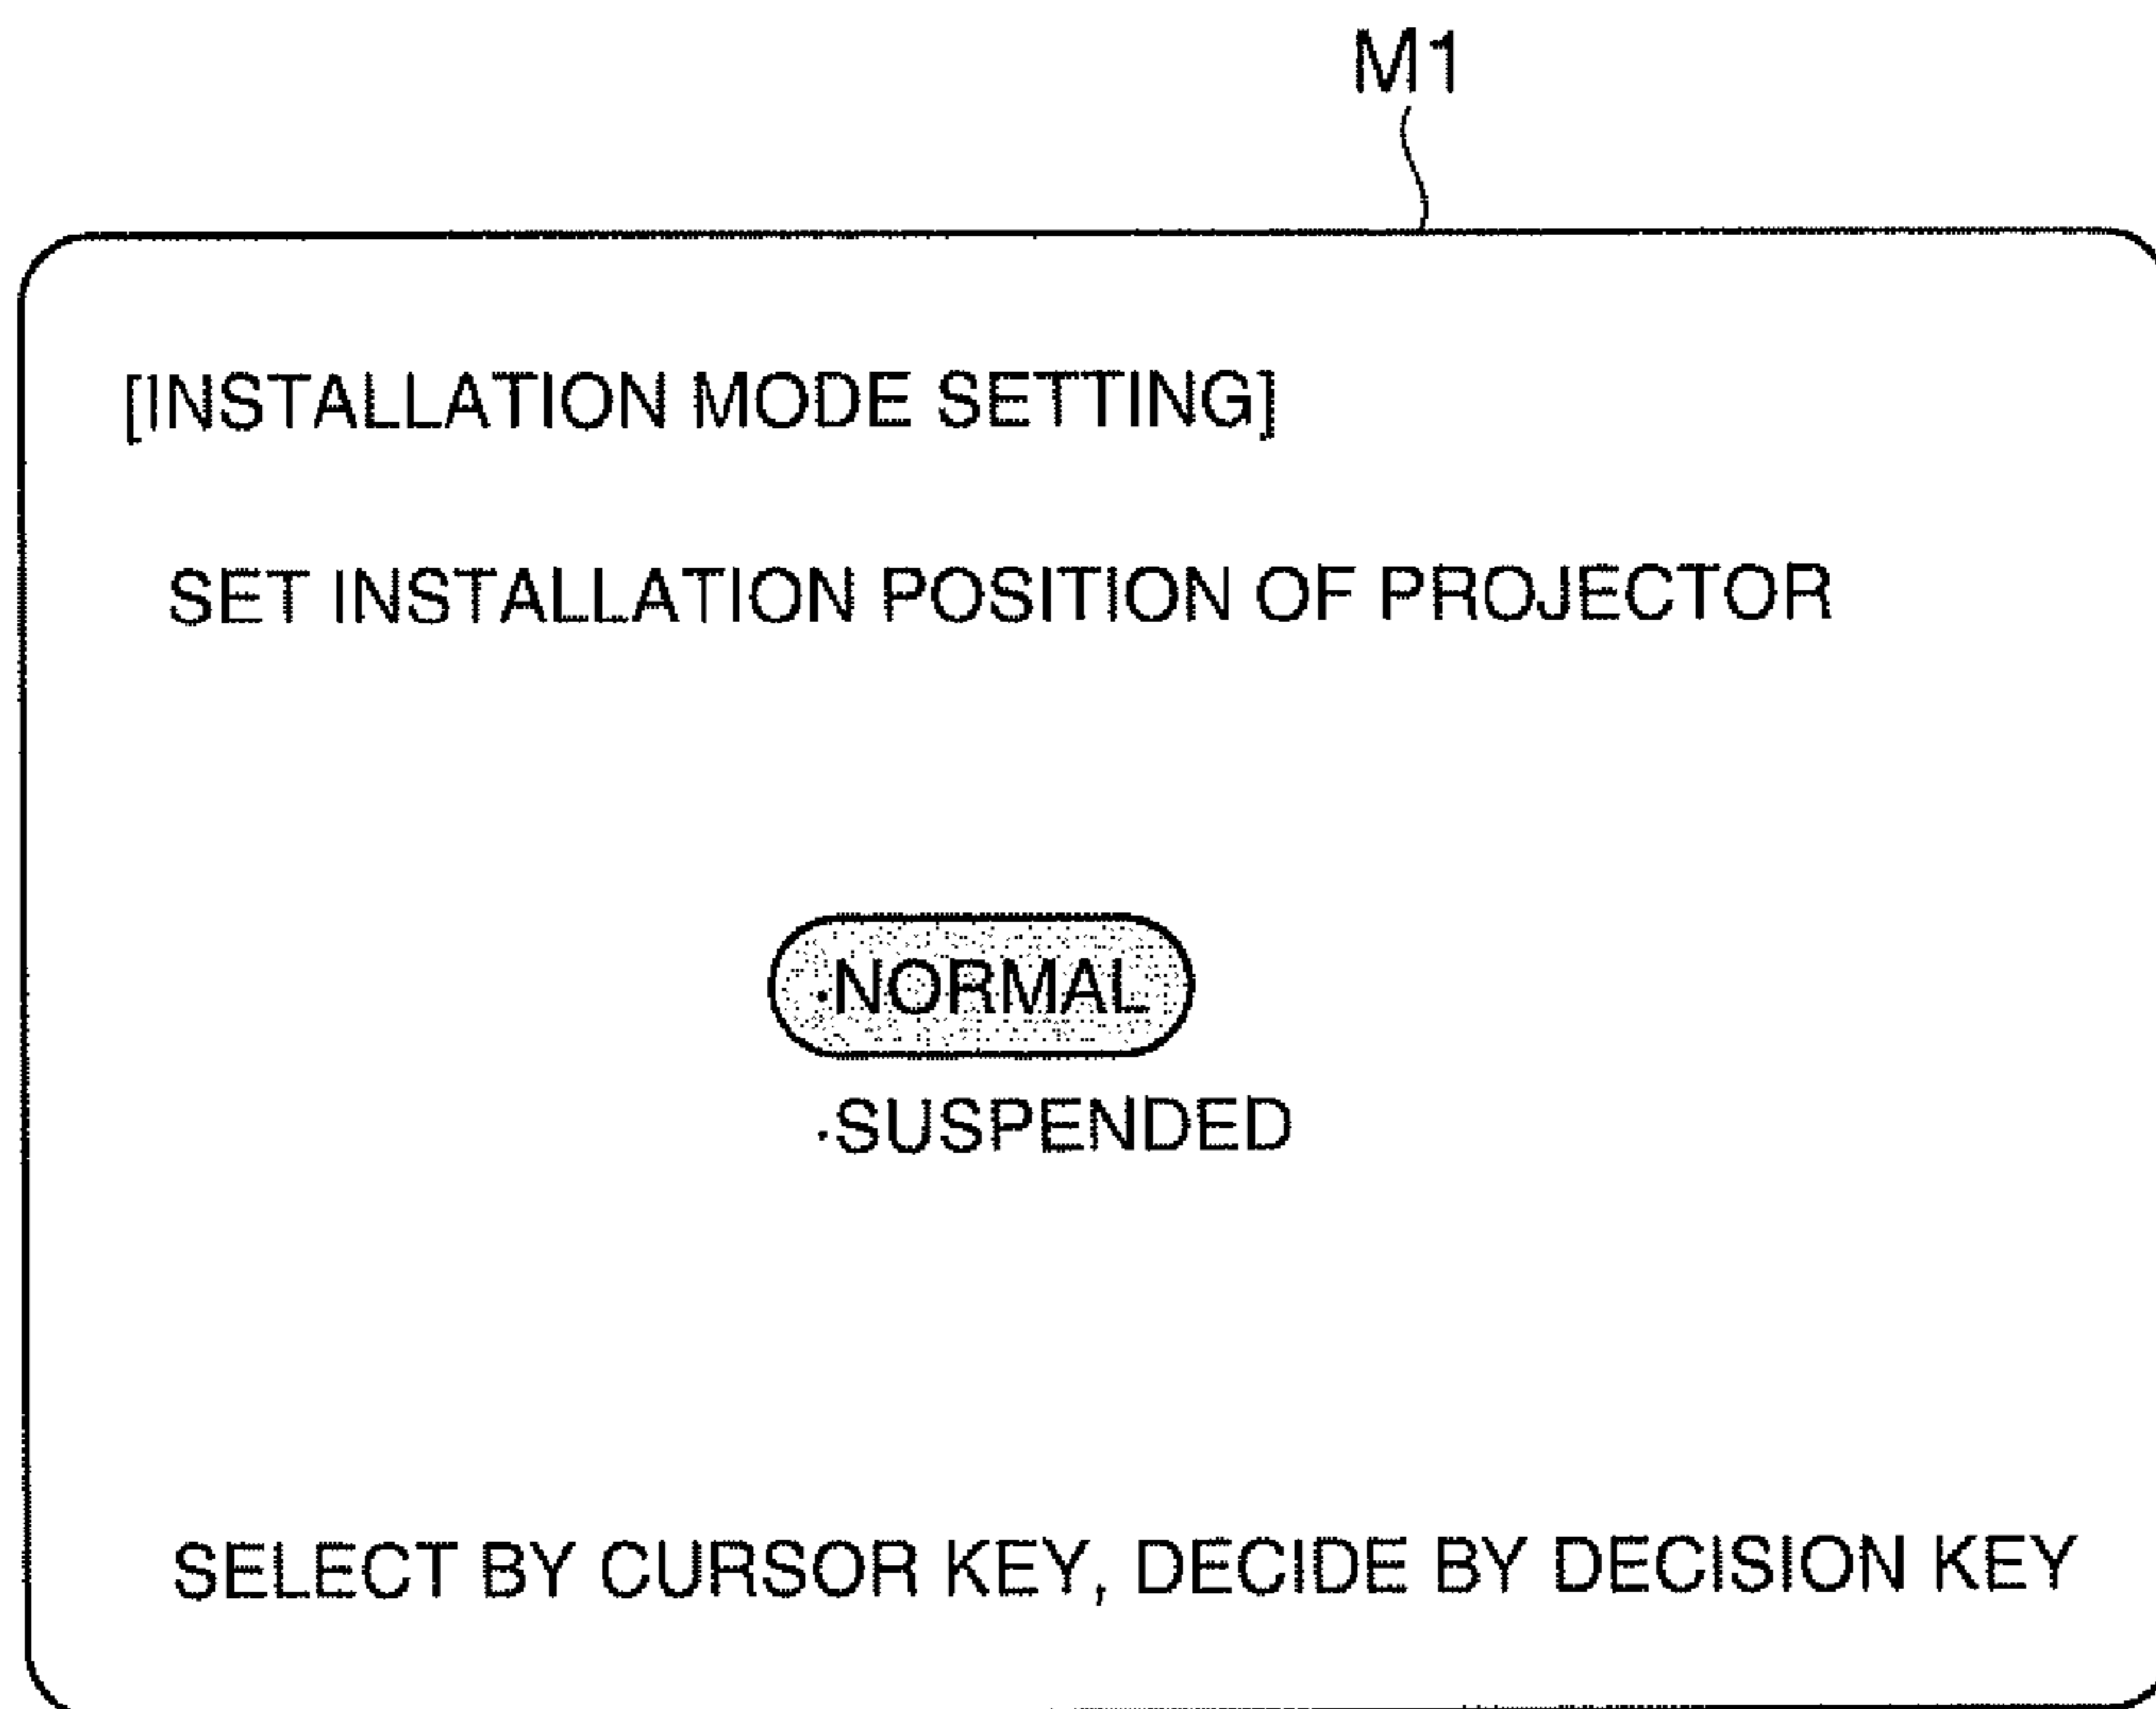 M1
[INSTALLATION MODE SETTING]
SET INSTALLATION POSITION OF PROJECTOR
·NORMAL
·SUSPENDED
SELECT BY CURSOR KEY, DECIDE BY DECISION KEY